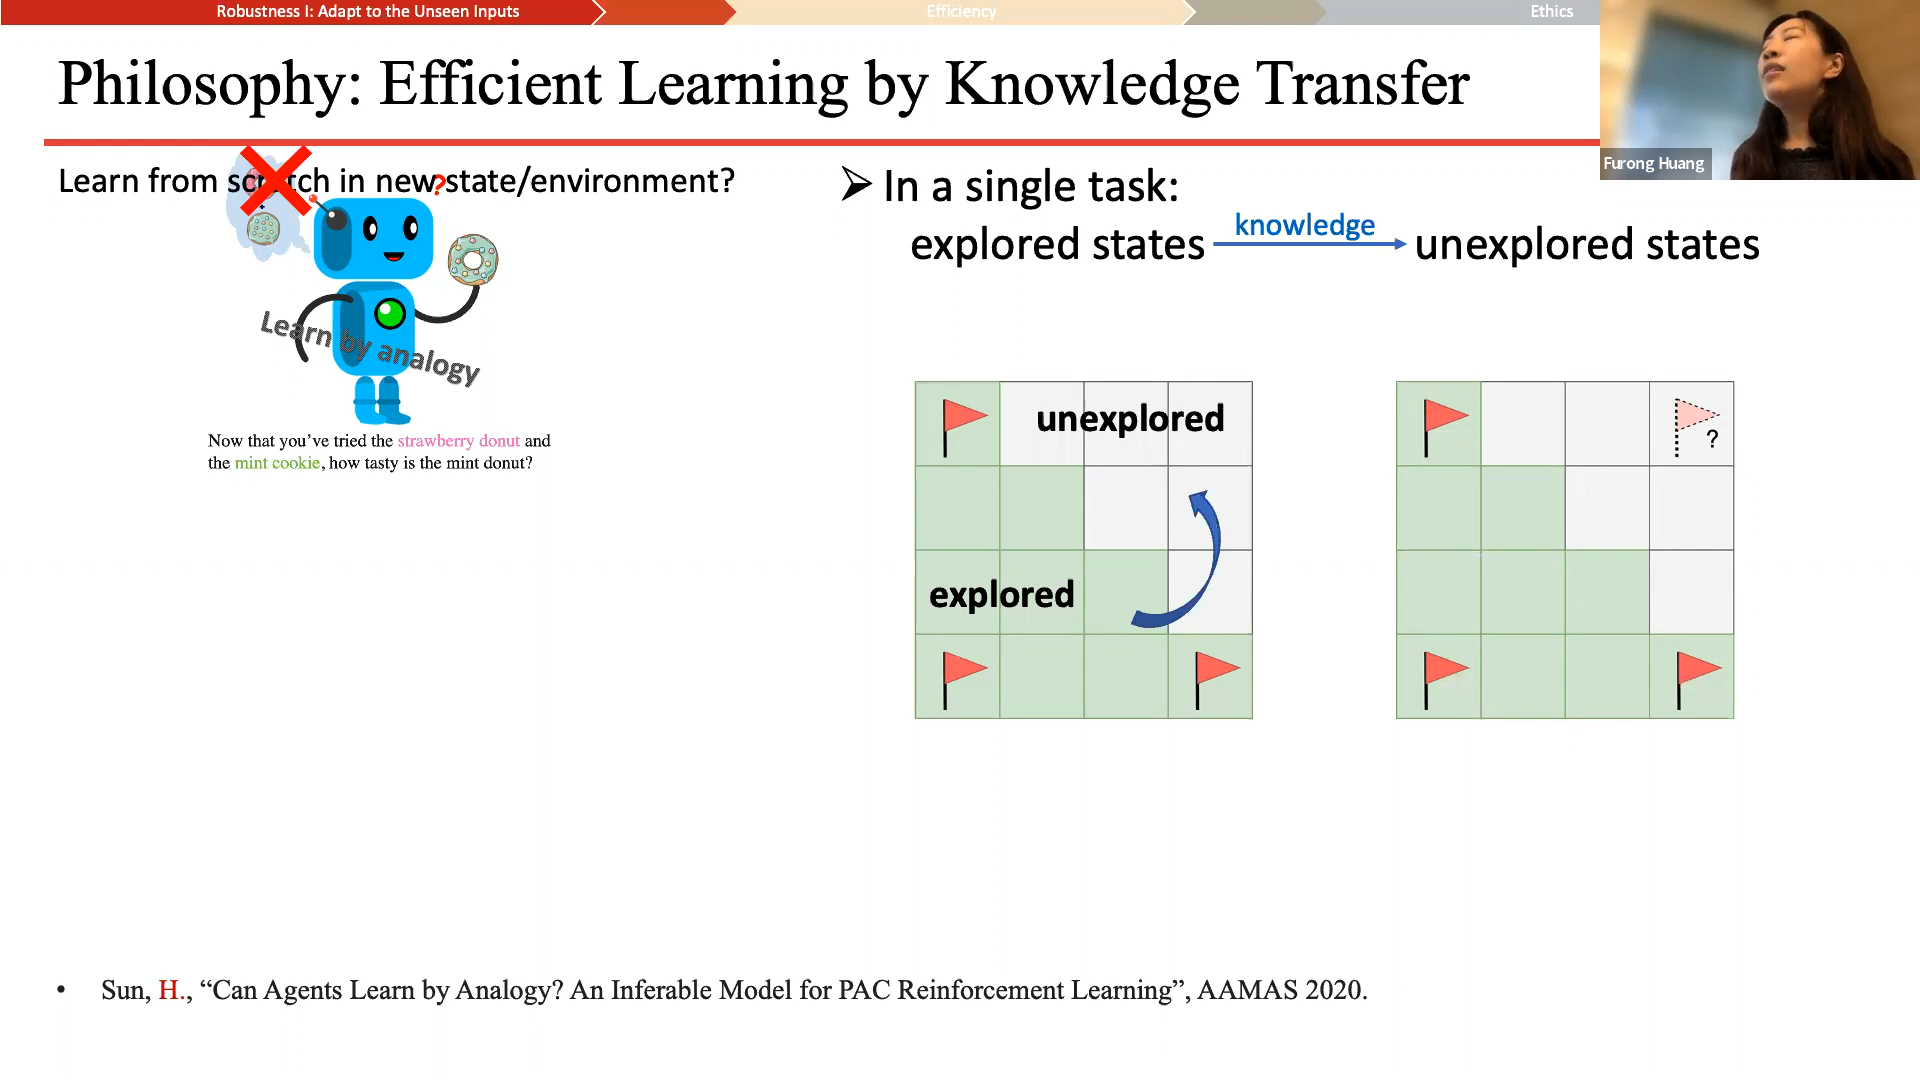 Robustness I: Adapt to the Unseen Inputs
Efficiency
Ethics
Philosophy: Efficient Learning by Knowledge Transfer
Furong Huang
Learn from scratch in new state/environment?
?
Learn by analogy
Now that you’ve tried the strawberry donut and
the mint cookie, how tasty is the mint donut?
➢ In a single task:
knowledge
explored states
unexplored states
unexplored
explored
?
• Sun, H., “Can Agents Learn by Analogy? An Inferable Model for PAC Reinforcement Learning”, AAMAS 2020.